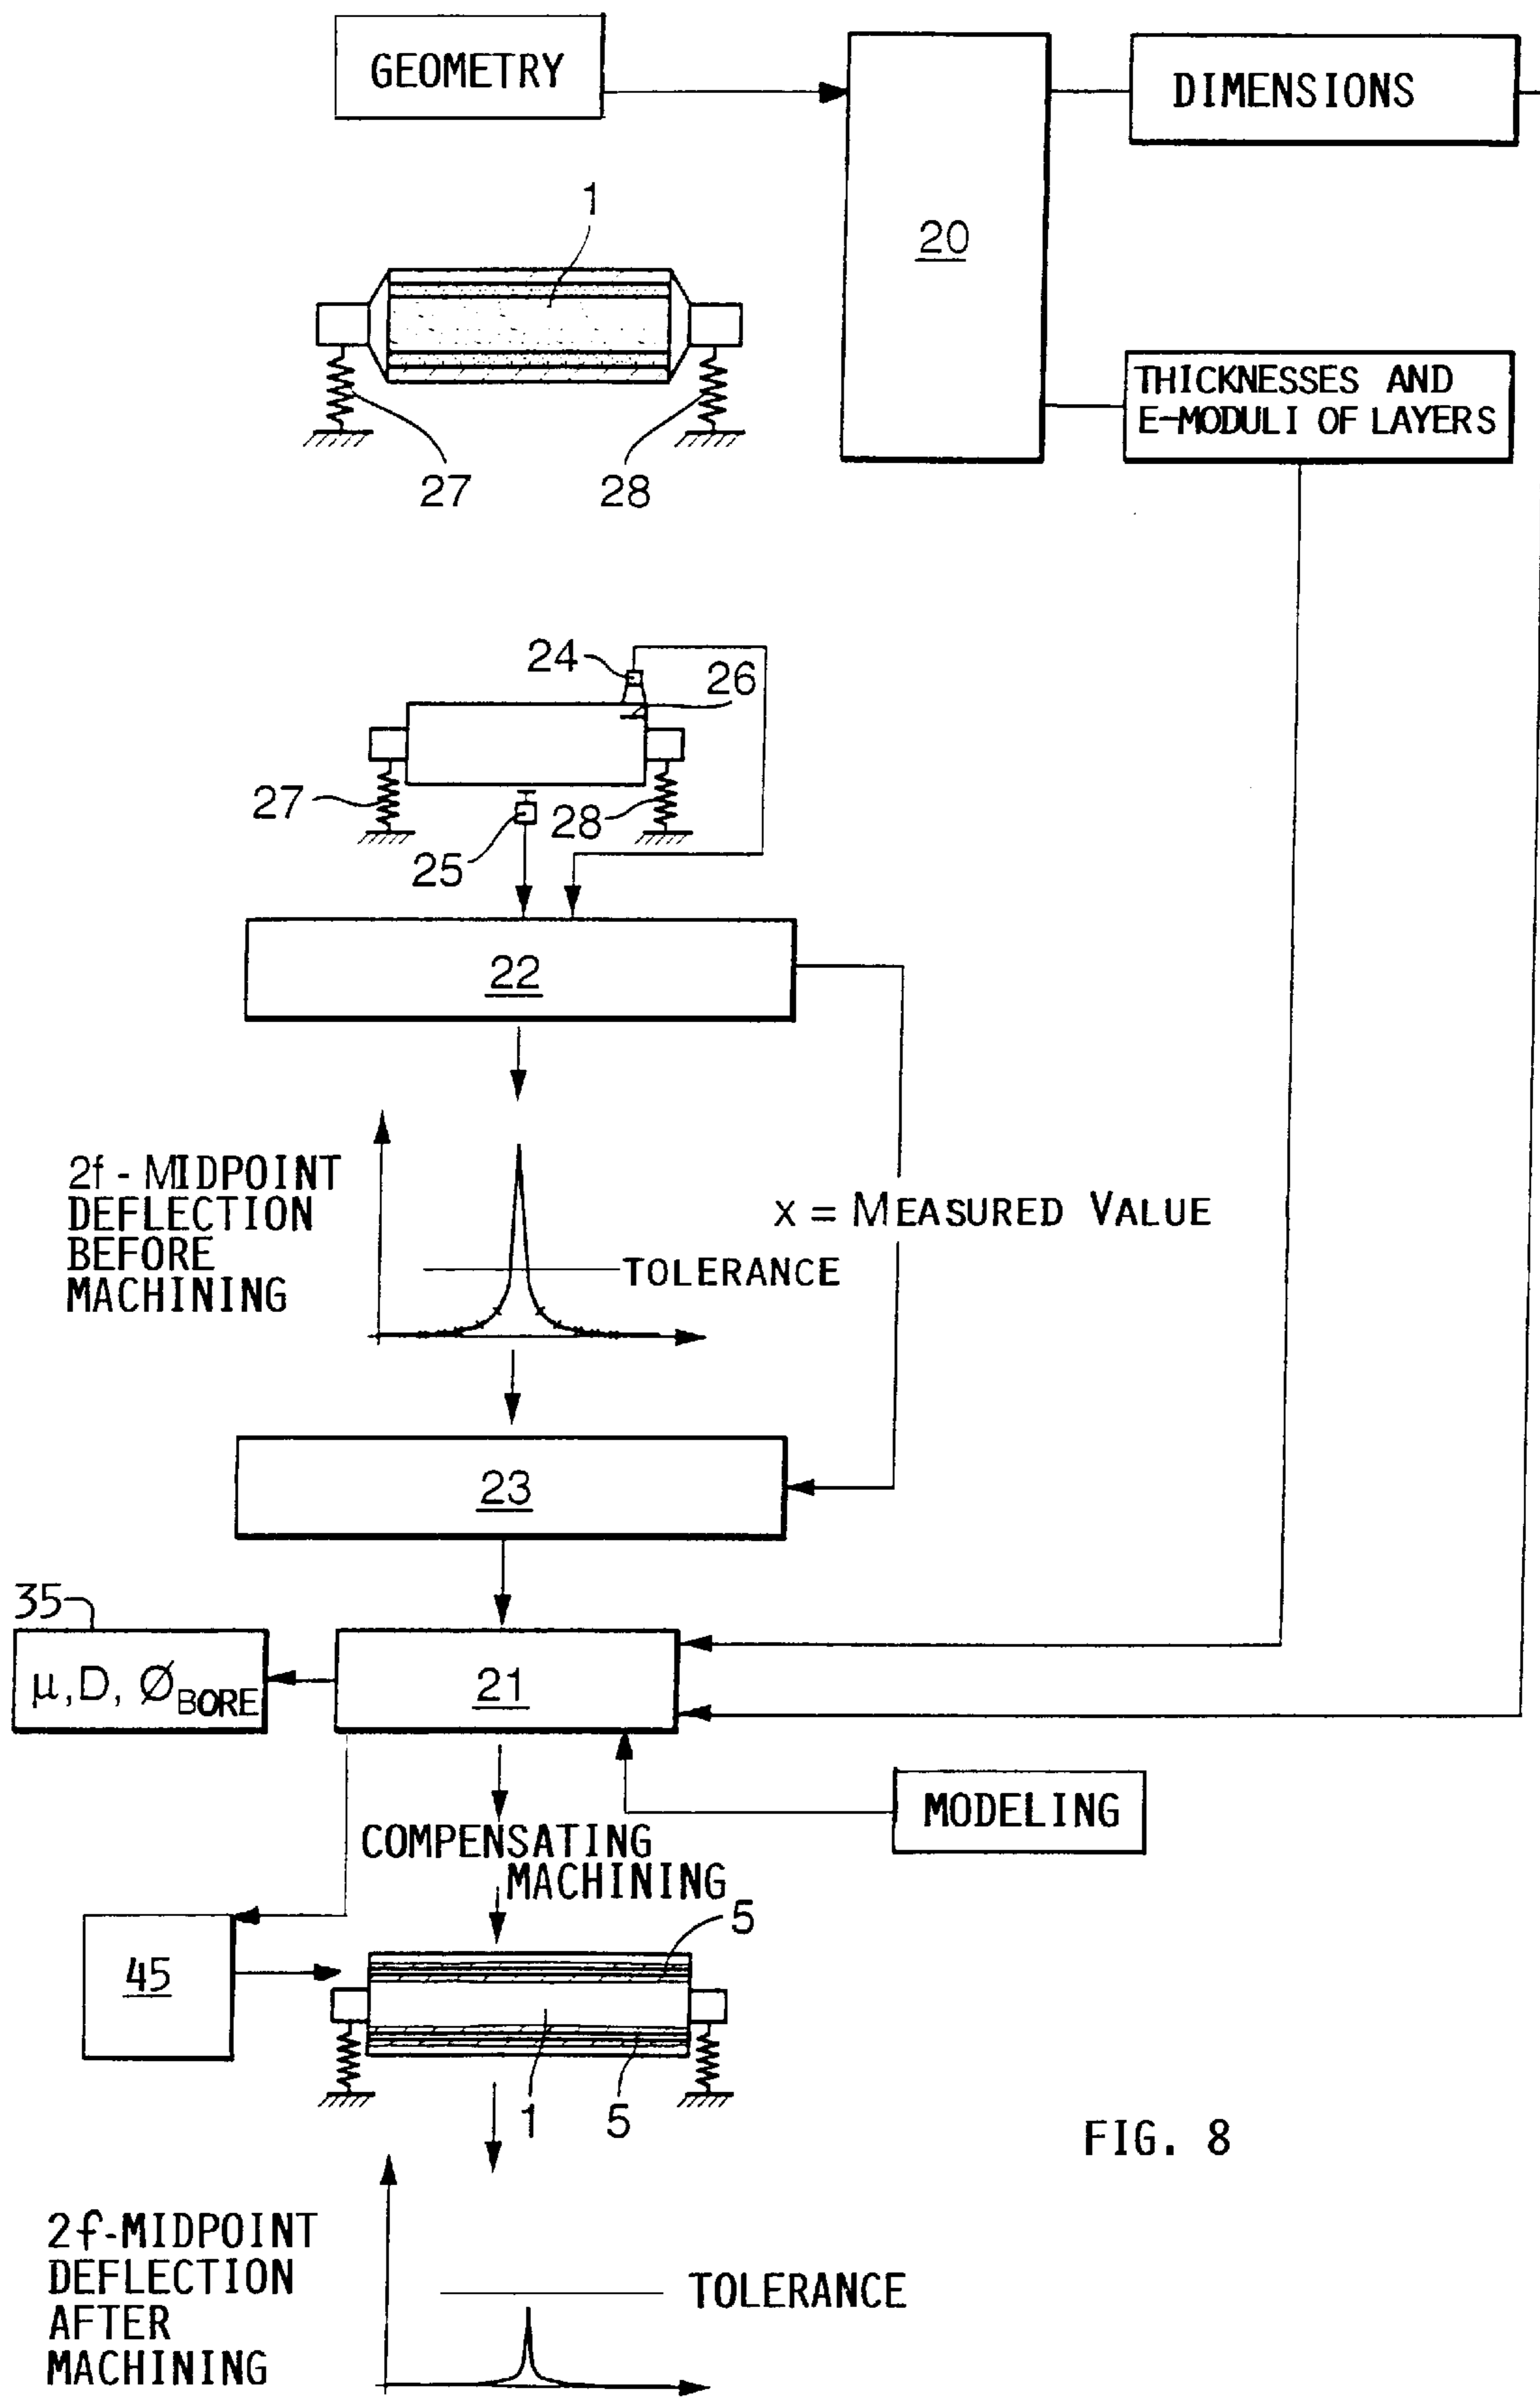 GEOMETRY
DIMENSIONS
1
20
THICKNESSES AND
E-MODULI OF LAYERS
27
28
24
26
27
28
25
22
2f - MIDPOINT
DEFLECTION
BEFORE
MACHINING
x = MEASURED VALUE
TOLERANCE
23
35
μ, D, ØBORE
21
MODELING
COMPENSATING
MACHINING
5
45
1
5
FIG. 8
2f-MIDPOINT
DEFLECTION
AFTER
MACHINING
TOLERANCE